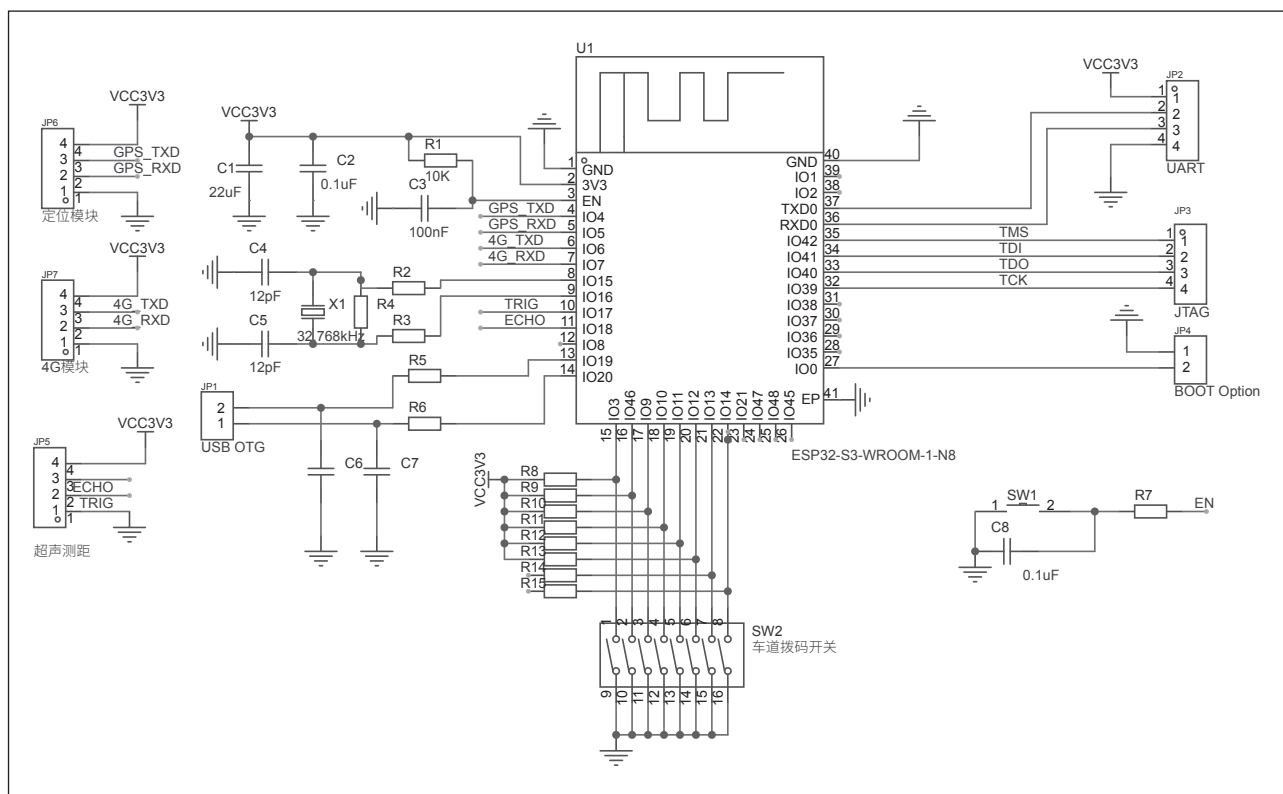 U1
VCC3V3
JP6
4
4
3
GPS_TXD
3
2
GPS_RXD
2
1
1
定位模块
VCC3V3
JP7
4
4
3
4G_TXD
3
2
4G_RXD
2
1
1
4G模块
VCC3V3
JP5
4
4
3
3
ECHO
2
2
TRIG
1
1
超声测距
VCC3V3
C1
22uF
C2
0.1uF
R1
10K
C3
100nF
GPS_TXD
GPS_RXD
4G_TXD
4G_RXD
C4
12pF
C5
12pF
X1
32.768kHz
R4
R2
R3
TRIG
ECHO
R5
R6
JP1
2
1
USB OTG
C6
C7
1 GND
2 3V3
3 EN
4 IO4
5 IO5
6 IO6
7 IO7
8 IO15
9 IO16
10 IO17
11 IO18
12 IO8
13 IO19
14 IO20
GND 40
IO1 39
IO2 38
TXD0 37
RXD0 36
IO42 35
IO41 34
IO40 33
IO39 32
IO38 31
IO37 30
IO36 29
IO35 28
IO0 27
EP 41
IO3 15
IO46 16
IO9 17
IO10 18
IO11 19
IO12 20
IO13 21
IO14 22
IO21 23
IO47 24
IO48 25
IO45 26
ESP32-S3-WROOM-1-N8
VCC3V3
JP2
1 1
2 2
3 3
4 4
UART
JP3
TMS 1 1
TDI 2 2
TDO 3 3
TCK 4 4
JTAG
JP4
1
2
BOOT Option
VCC3V3
R8
R9
R10
R11
R12
R13
R14
R15
1 2 3 4 5 6 7 8
SW2
车道拨码开关
9 10 11 12 13 14 15 16
1 SW1 2
C8
0.1uF
R7
EN